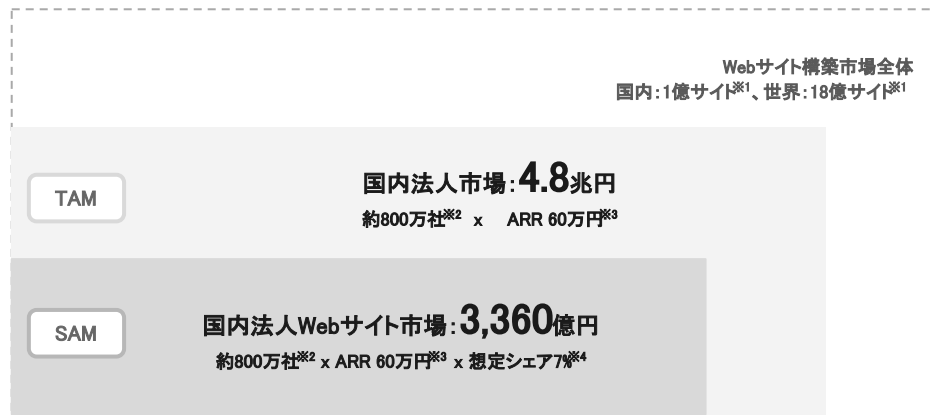 Webサイト構築市場全体
国内：1億サイト※1、世界：18億サイト※1
TAM
国内法人市場：4.8兆円
約800万社※2 x ARR 60万円※3
SAM
国内法人Webサイト市場：3,360億円
約800万社※2 x ARR 60万円※3 x 想定シェア7%※4